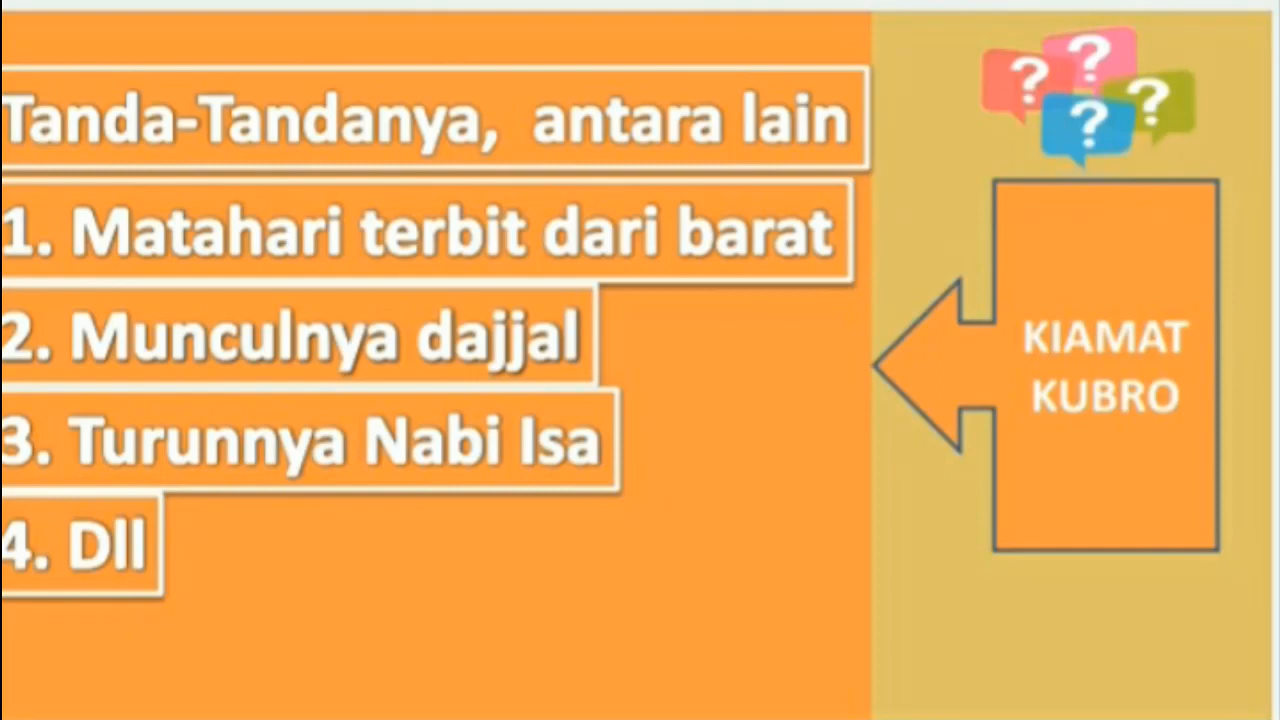 Tanda-Tandanya, antara lain
1. Matahari terbit dari barat
2. Munculnya dajjal
3. Turunnya Nabi Isa
4. Dll
? ? ? ?
KIAMAT
KUBRO